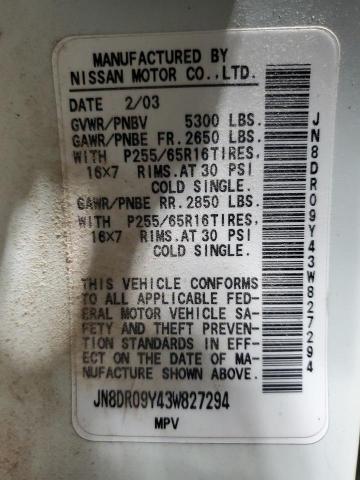 MANUFACTURED BY
NISSAN MOTOR CO.,LTD.
DATE 2/03
GVWR/PNBV 5300 LBS.
GAWR/PNBE FR. 2650 LBS.
WITH P255/65R16TIRES,
16x7 RIMS.AT 30 PSI
COLD SINGLE.
GAWR/PNBE RR. 2850 LBS.
WITH P255/65R16TIRES,
16x7 RIMS.AT 30 PSI
COLD SINGLE.
THIS VEHICLE CONFORMS
TO ALL APPLICABLE FED-
ERAL MOTOR VEHICLE SA-
FETY AND THEFT PREVEN-
TION STANDARDS IN EFF-
ECT ON THE DATE OF MA-
NUFACTURE SHOWN ABOVE.
JN8DR09Y43W827294
MPV
JN8DR09Y43W827294